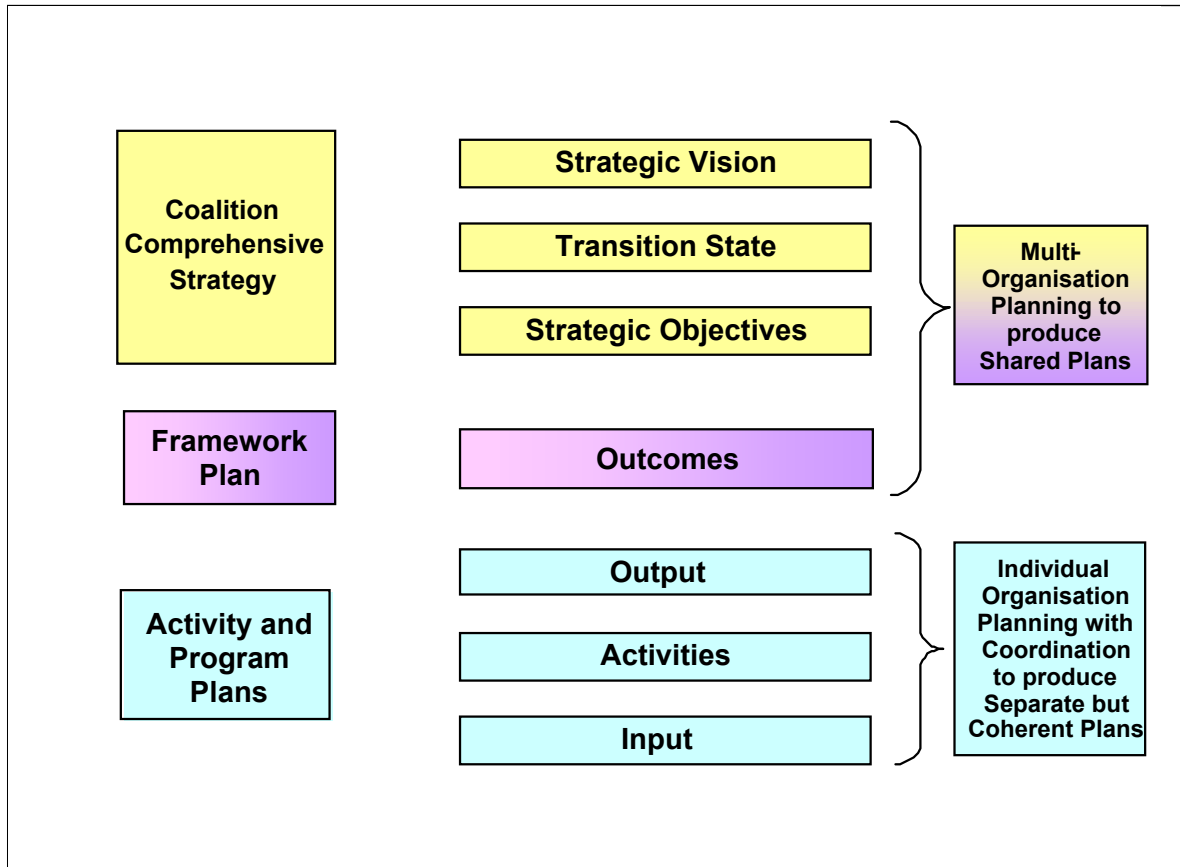 Coalition
Comprehensive
Strategy
Strategic Vision
Transition State
Strategic Objectives
Multi-
Organisation
Planning to
produce
Shared Plans
Framework
Plan
Outcomes
Activity and
Program
Plans
Output
Activities
Input
Individual
Organisation
Planning with
Coordination
to produce
Separate but
Coherent Plans